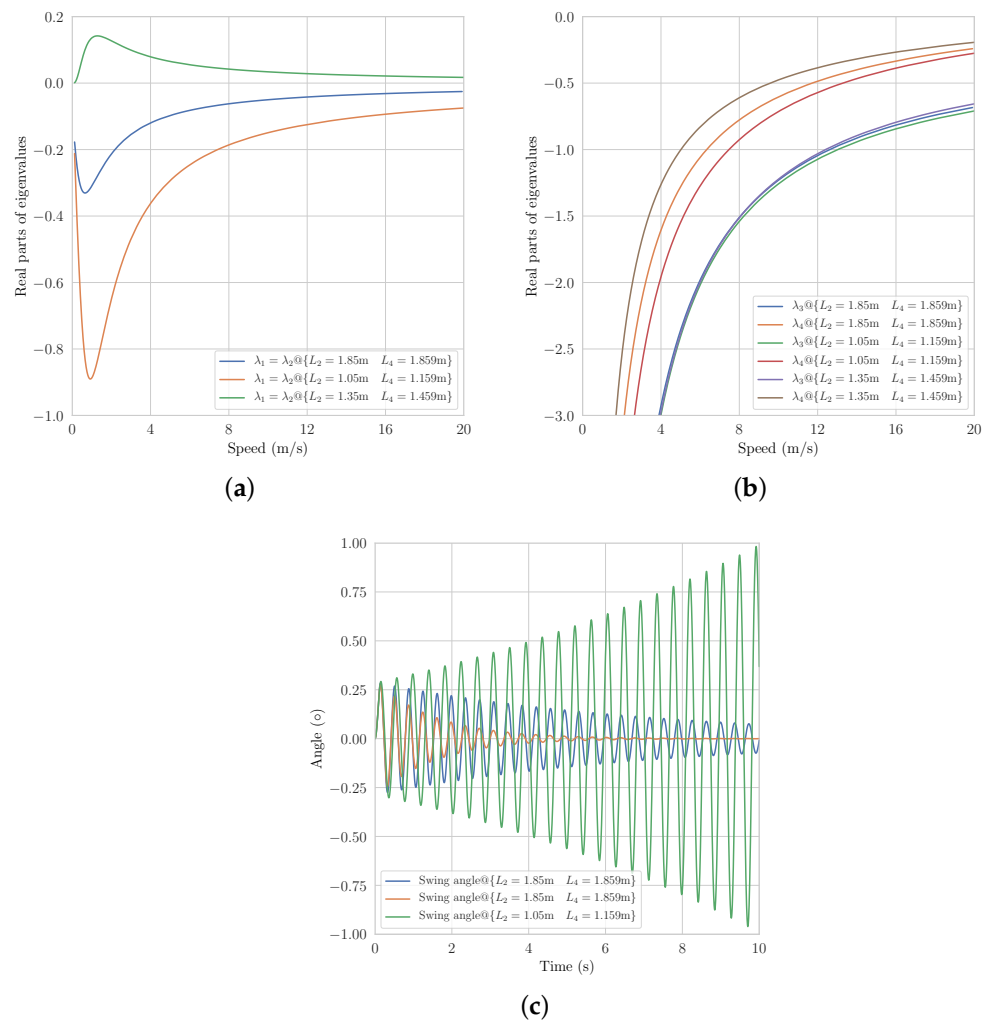 0.2
0.0
−0.2
−0.4
−0.6
−0.8
−1.0
Real parts of eigenvalues
0 4 8 12 16 20
Speed (m/s)
λ₁ = λ₂@{L₂ = 1.85m L₄ = 1.859m}
λ₁ = λ₂@{L₂ = 1.05m L₄ = 1.159m}
λ₁ = λ₂@{L₂ = 1.35m L₄ = 1.459m}
(a)
0.0
−0.5
−1.0
−1.5
−2.0
−2.5
−3.0
Real parts of eigenvalues
0 4 8 12 16 20
Speed (m/s)
λ₃@{L₂ = 1.85m L₄ = 1.859m}
λ₄@{L₂ = 1.85m L₄ = 1.859m}
λ₃@{L₂ = 1.05m L₄ = 1.159m}
λ₄@{L₂ = 1.05m L₄ = 1.159m}
λ₃@{L₂ = 1.35m L₄ = 1.459m}
λ₄@{L₂ = 1.35m L₄ = 1.459m}
(b)
1.00
0.75
0.50
0.25
0.00
−0.25
−0.50
−0.75
−1.00
Angle (○)
0 2 4 6 8 10
Time (s)
Swing angle@{L₂ = 1.85m L₄ = 1.859m}
Swing angle@{L₂ = 1.85m L₄ = 1.859m}
Swing angle@{L₂ = 1.05m L₄ = 1.159m}
(c)